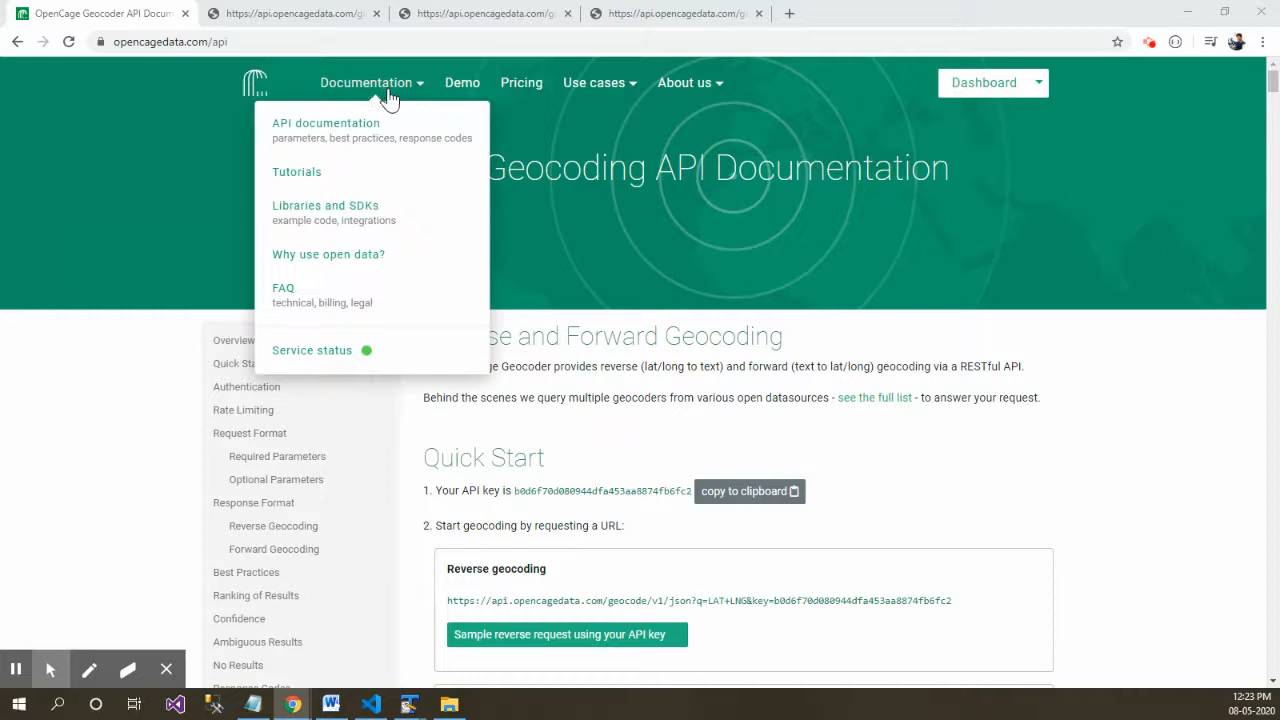 OpenCage Geocoder API Docum
https://api.opencagedata.com/g
https://api.opencagedata.com/g
https://api.opencagedata.com/g
opencagedata.com/api
Documentation
Demo
Pricing
Use cases
About us
Dashboard
API documentation
parameters, best practices, response codes
Tutorials
Libraries and SDKs
example code, integrations
Why use open data?
FAQ
technical, billing, legal
Service status
Geocoding API Documentation
Overview
Quick Sta
Authentication
Rate Limiting
Request Format
Required Parameters
Optional Parameters
Response Format
Reverse Geocoding
Forward Geocoding
Best Practices
Ranking of Results
Confidence
Ambiguous Results
No Results
se and Forward Geocoding
ge Geocoder provides reverse (lat/long to text) and forward (text to lat/long) geocoding via a RESTful API.
Behind the scenes we query multiple geocoders from various open datasources - see the full list - to answer your request.
Quick Start
1. Your API key is b0d6f70d080944dfa453aa8874fb6fc2 copy to clipboard
2. Start geocoding by requesting a URL:
Reverse geocoding
https://api.opencagedata.com/geocode/v1/json?q=LAT+LNG&key=b0d6f70d080944dfa453aa8874fb6fc2
Sample reverse request using your API key
12:23 PM
08-05-2020